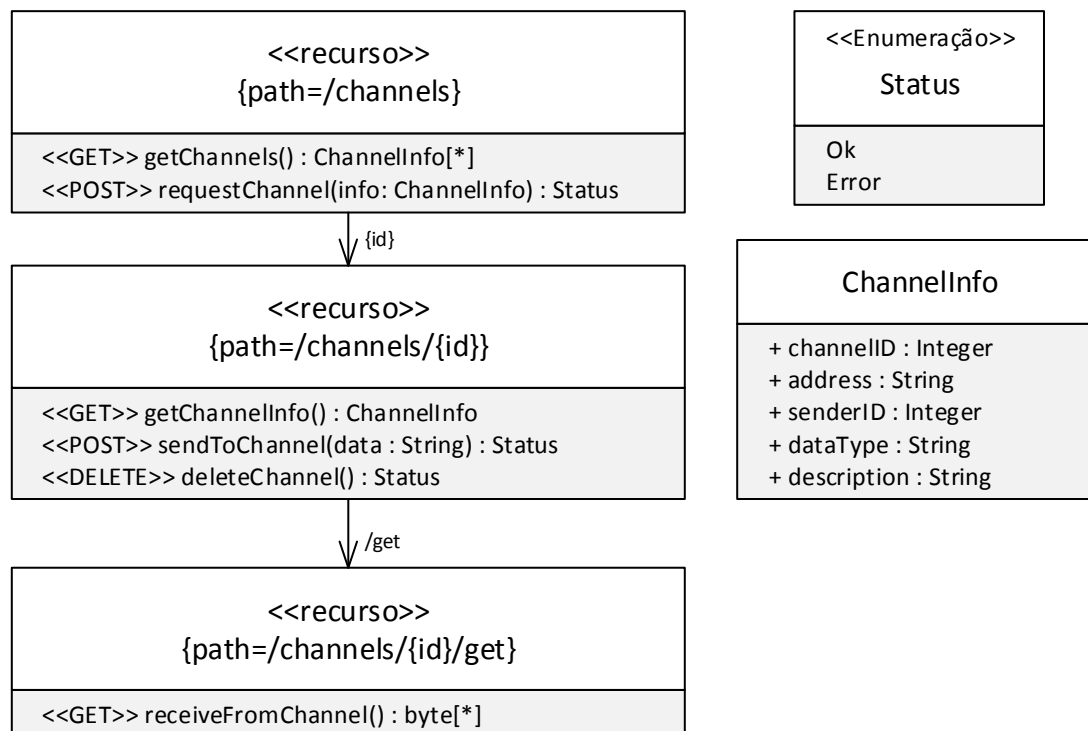 <<recurso>>
{path=/channels}
<<GET>> getChannels() : ChannelInfo[*]
<<POST>> requestChannel(info: ChannelInfo) : Status
{id}
<<recurso>>
{path=/channels/{id}}
<<GET>> getChannelInfo() : ChannelInfo
<<POST>> sendToChannel(data : String) : Status
<<DELETE>> deleteChannel() : Status
/get
<<recurso>>
{path=/channels/{id}/get}
<<GET>> receiveFromChannel() : byte[*]
<<Enumeração>>
Status
Ok
Error
ChannelInfo
+ channelID : Integer
+ address : String
+ senderID : Integer
+ dataType : String
+ description : String